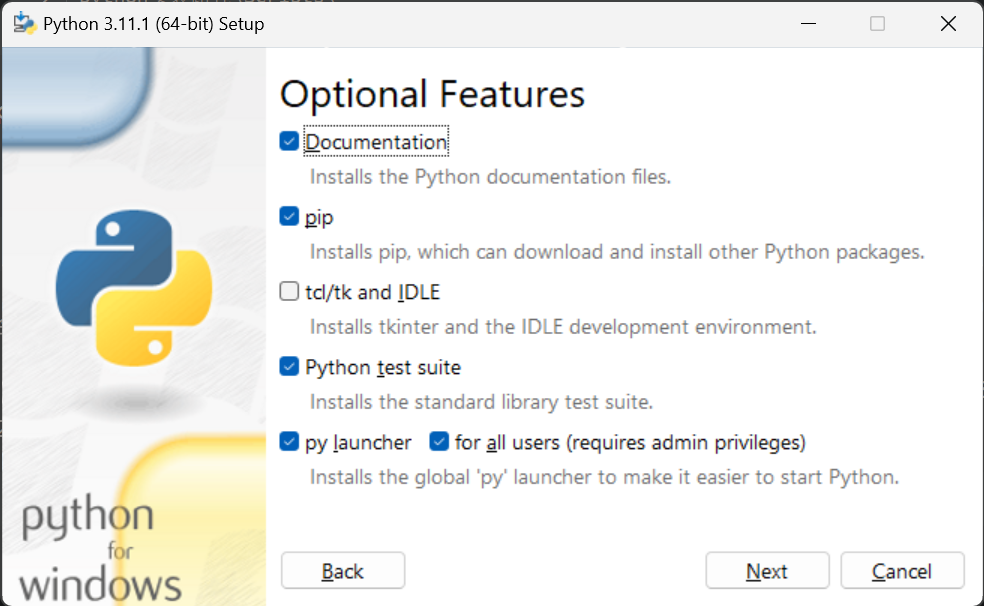 Python 3.11.1 (64-bit) Setup
Optional Features
Documentation
Installs the Python documentation files.
pip
Installs pip, which can download and install other Python packages.
tcl/tk and IDLE
Installs tkinter and the IDLE development environment.
Python test suite
Installs the standard library test suite.
py launcher for all users (requires admin privileges)
Installs the global 'py' launcher to make it easier to start Python.
python
for
windows
Back Next Cancel